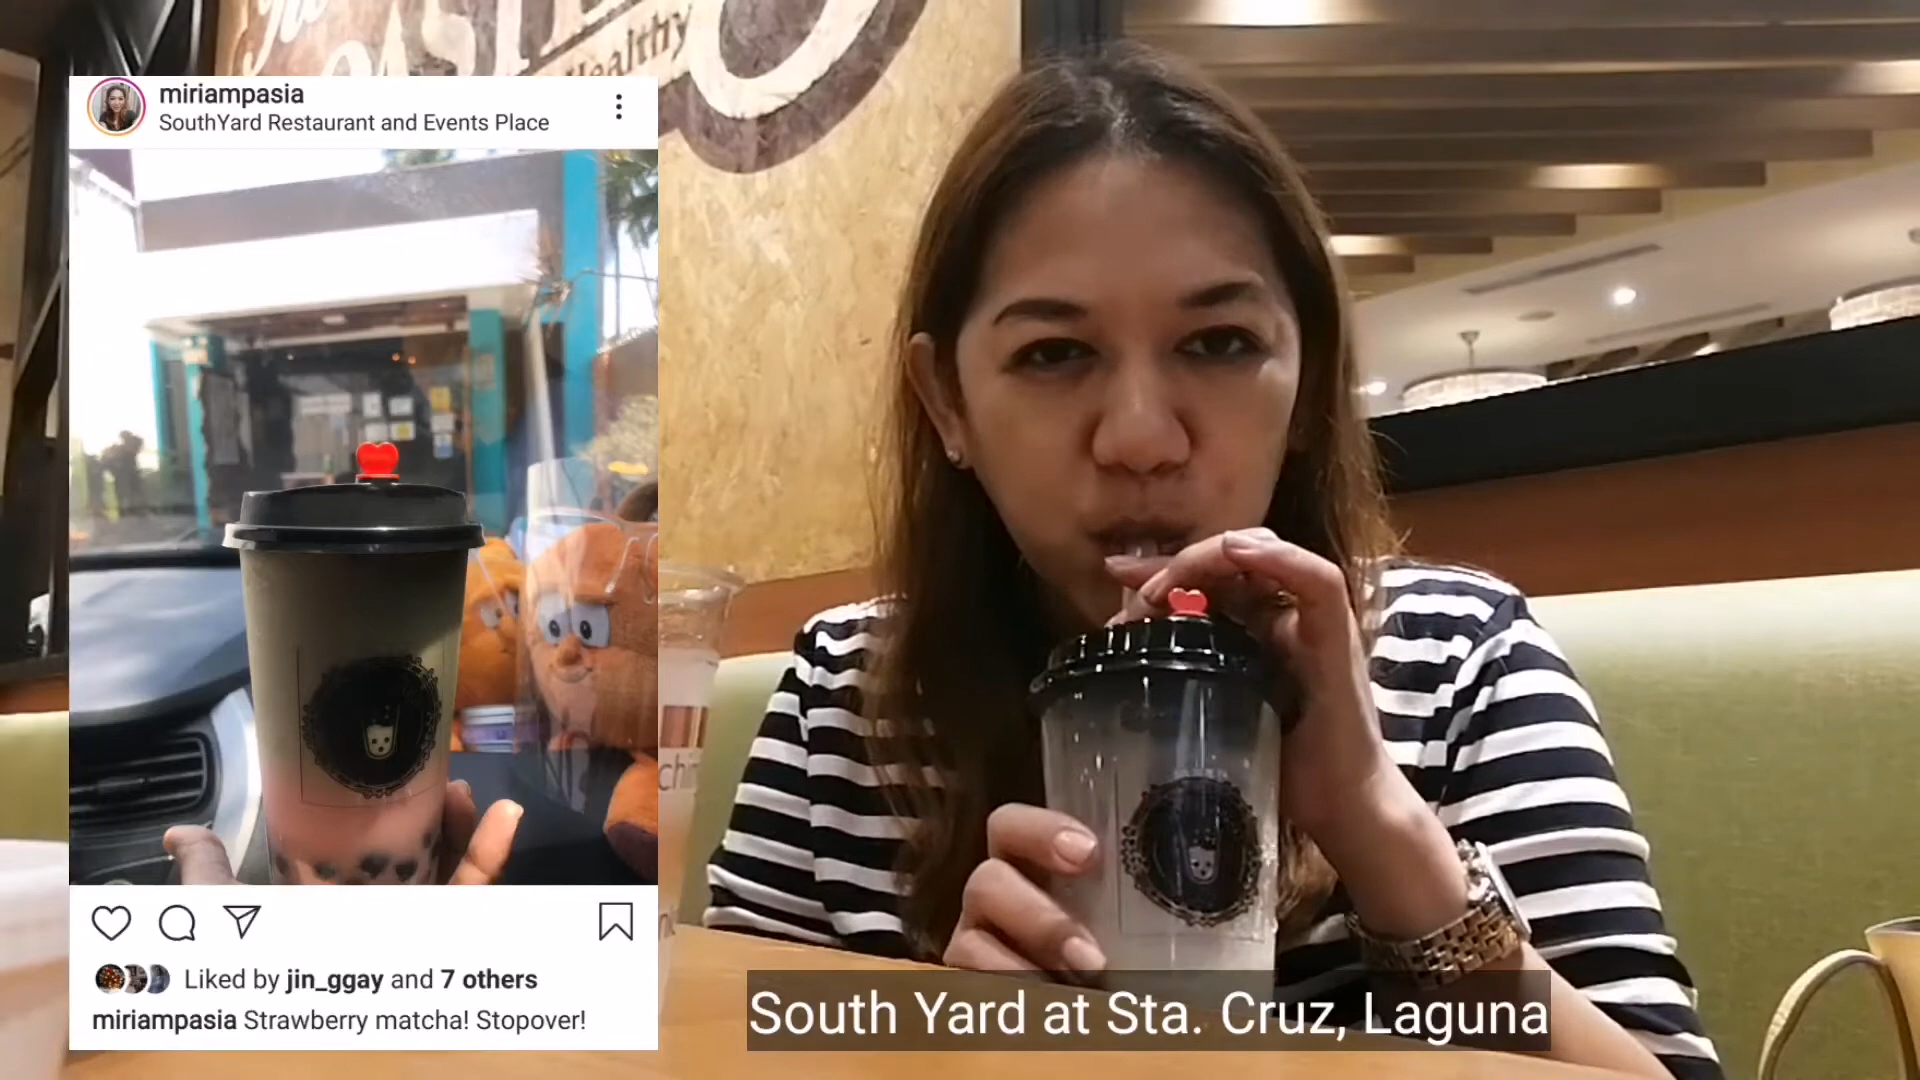 Healthy
miriampasia
SouthYard Restaurant and Events Place
Liked by jin_ggay and 7 others
miriampasia Strawberry matcha! Stopover!
South Yard at Sta. Cruz, Laguna